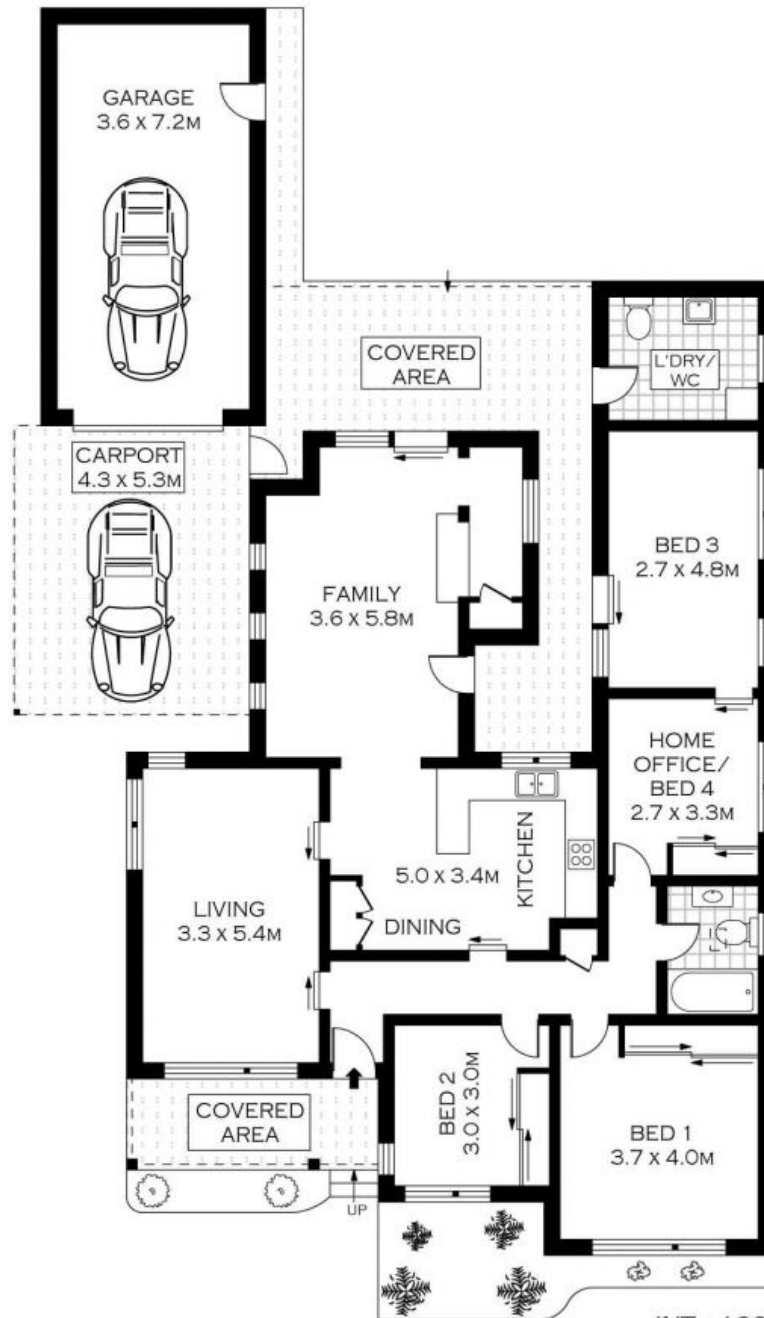 GARAGE
3.6 X 7.2M
COVERED
AREA
L'DRY/
WC
CARPORT
4.3 X 5.3M
BED 3
2.7 X 4.8M
FAMILY
3.6 X 5.8M
HOME
OFFICE/
BED 4
2.7 X 3.3M
KITCHEN
5.0 X 3.4M
DINING
LIVING
3.3 X 5.4M
BED 2
3.0 X 3.0M
COVERED
AREA
BED 1
3.7 X 4.0M
UP